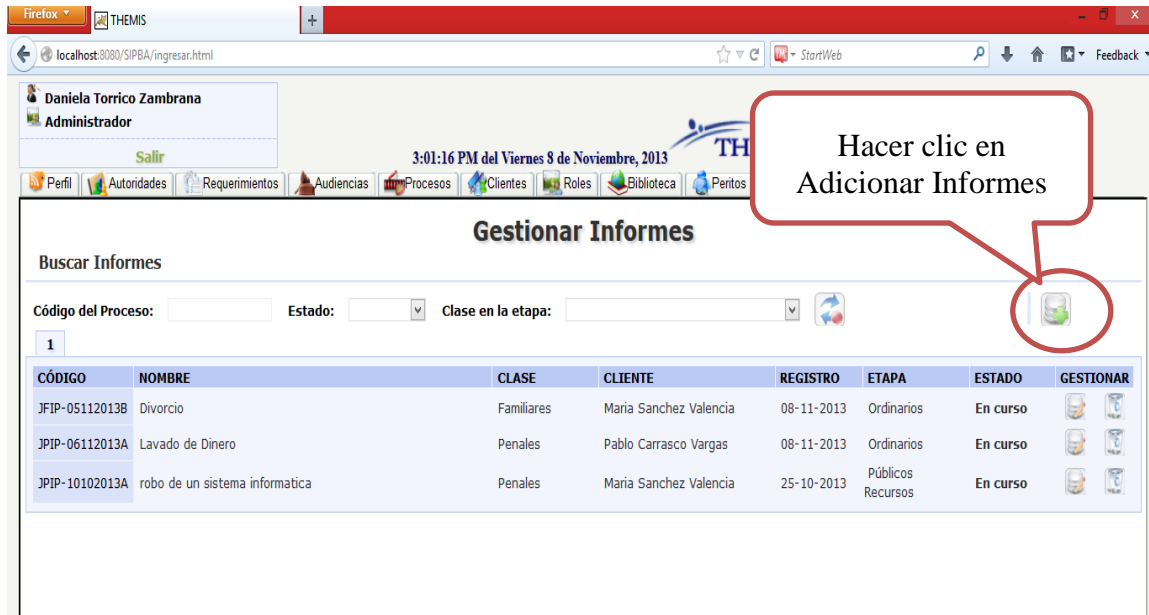 Firefox
THEMIS
+
localhost:8080/SIPBA/ingresar.html
StartWeb
Feedback
Daniela Torrico Zambrana
Administrador
Salir
3:01:16 PM del Viernes 8 de Noviembre, 2013
TH
Hacer clic en
Adicionar Informes
Perfil Autoridades Requerimientos Audiencias Procesos Clientes Roles Biblioteca Peritos
Gestionar Informes
Buscar Informes
Código del Proceso: Estado: Clase en la etapa:
1
CÓDIGO NOMBRE CLASE CLIENTE REGISTRO ETAPA ESTADO GESTIONAR
JFIP-05112013B Divorcio Familiares Maria Sanchez Valencia 08-11-2013 Ordinarios En curso
JPIP-06112013A Lavado de Dinero Penales Pablo Carrasco Vargas 08-11-2013 Ordinarios En curso
JPIP-10102013A robo de un sistema informatica Penales Maria Sanchez Valencia 25-10-2013 Públicos Recursos En curso